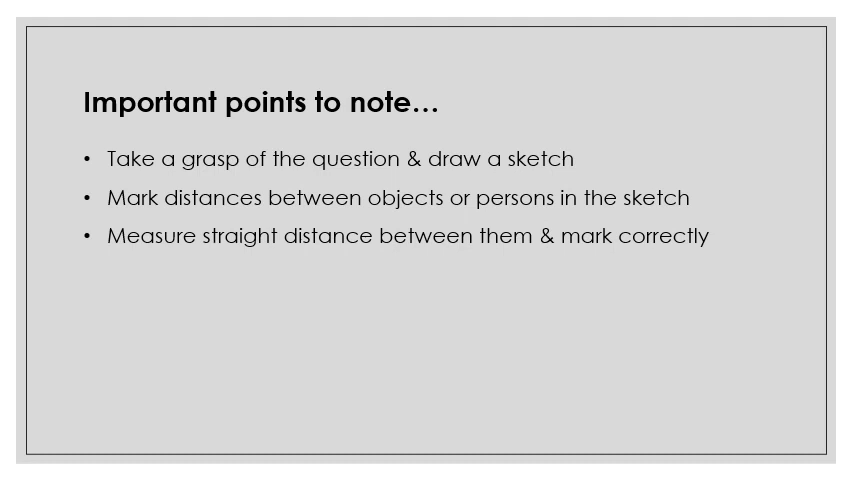 Important points to note…
• Take a grasp of the question & draw a sketch
• Mark distances between objects or persons in the sketch
• Measure straight distance between them & mark correctly